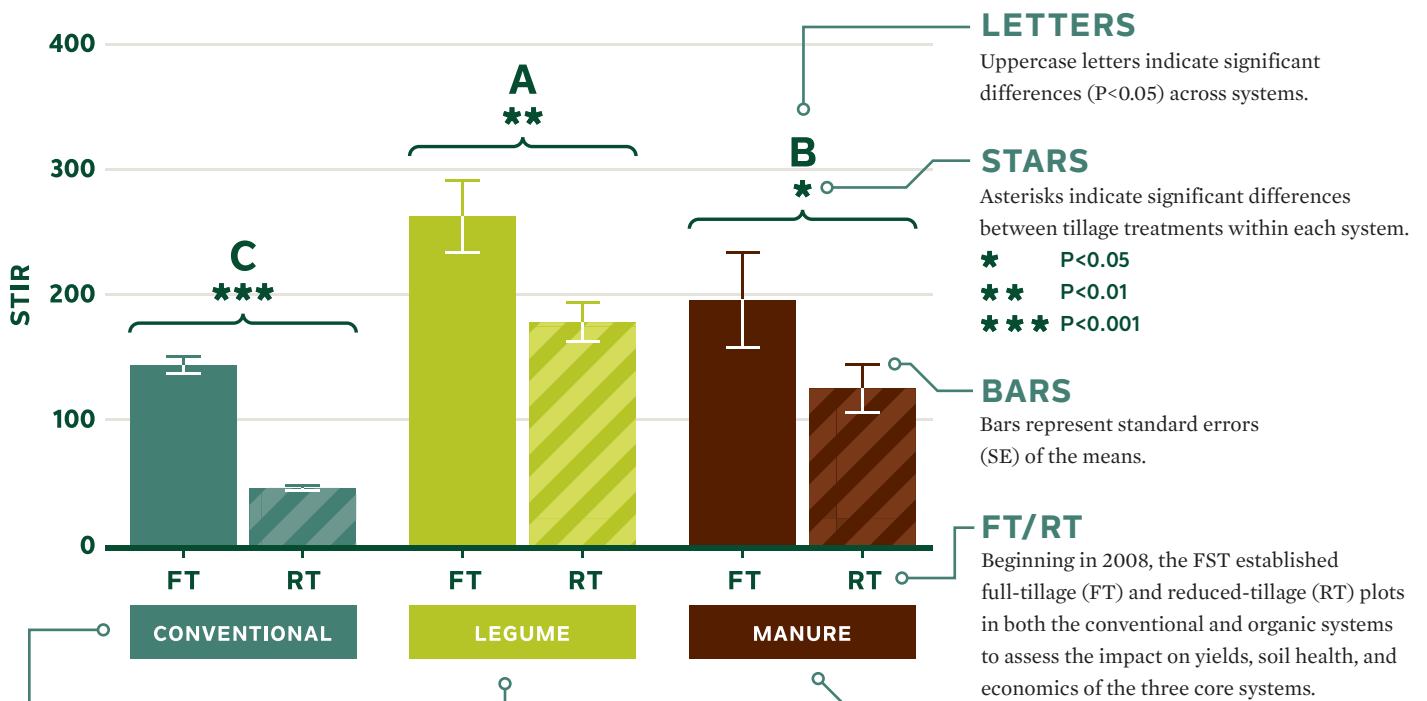 400
300
200
100
0
STIR
C
***
A
**
B
*
FT
RT
FT
RT
FT
RT
CONVENTIONAL
LEGUME
MANURE
LETTERS
Uppercase letters indicate significant
differences (P<0.05) across systems.
STARS
Asterisks indicate significant differences
between tillage treatments within each system.
* P<0.05
** P<0.01
*** P<0.001
BARS
Bars represent standard errors
(SE) of the means.
FT/RT
Beginning in 2008, the FST established
full-tillage (FT) and reduced-tillage (RT) plots
in both the conventional and organic systems
to assess the impact on yields, soil health, and
economics of the three core systems.